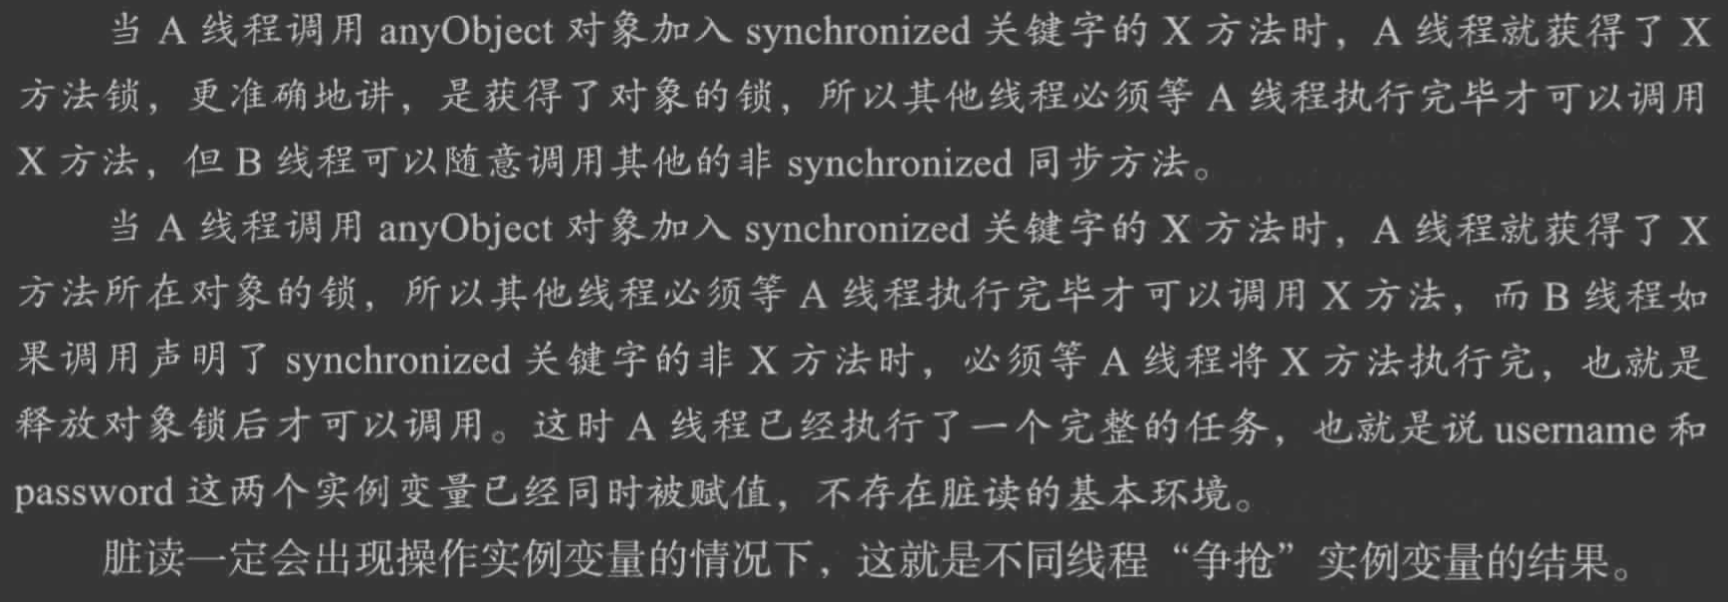 当 A 线程调用 anyObject 对象加入 synchronized 关键字的 X 方法时，A 线程就获得了 X
方法锁，更准确地讲，是获得了对象的锁，所以其他线程必须等 A 线程执行完毕才可以调用
X 方法，但 B 线程可以随意调用其他的非 synchronized 同步方法。
当 A 线程调用 anyObject 对象加入 synchronized 关键字的 X 方法时，A 线程就获得了 X
方法所在对象的锁，所以其他线程必须等 A 线程执行完毕才可以调用 X 方法，而 B 线程如
果调用声明了 synchronized 关键字的非 X 方法时，必须等 A 线程将 X 方法执行完，也就是
释放对象锁后才可以调用。这时 A 线程已经执行了一个完整的任务，也就是说 username 和
password 这两个实例变量已经同时被赋值，不存在脏读的基本环境。
脏读一定会出现操作实例变量的情况下，这就是不同线程“争抢”实例变量的结果。